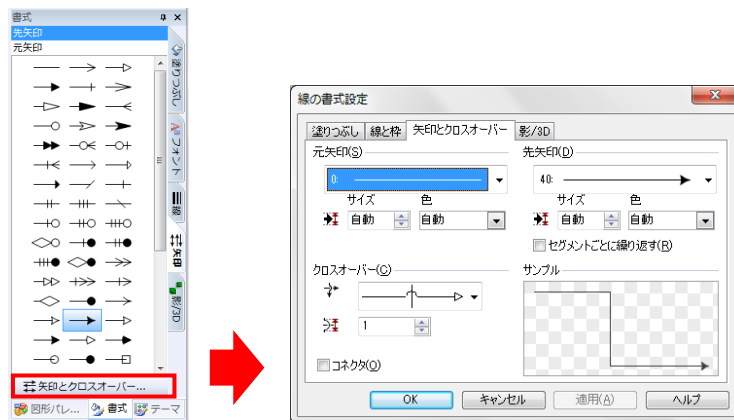 書式
先矢印
元矢印
塗りつぶし
Aa フォント
線
矢印
影/3D
矢印とクロスオーバー...
図形パレ... 書式 テーマ
線の書式設定
塗りつぶし 線と枠 矢印とクロスオーバー 影/3D
元矢印(S) 先矢印(D)
0: 40:
サイズ 色 サイズ 色
自動 自動 自動 自動
セグメントごとに繰り返す(R)
クロスオーバー(C) サンプル
1
コネクタ(O)
OK キャンセル 適用(A) ヘルプ